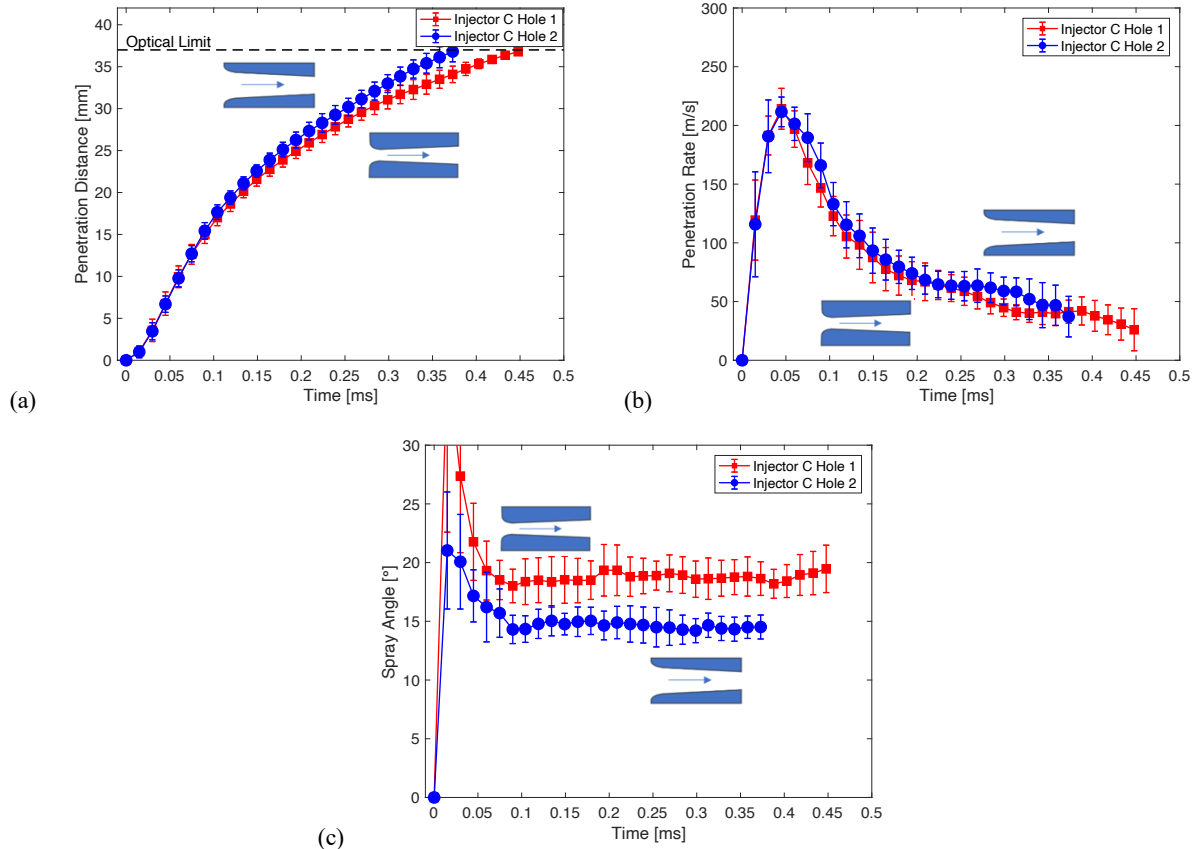 40
35
30
25
20
15
10
5
0
Penetration Distance [mm]
Optical Limit
Injector C Hole 1
Injector C Hole 2
0 0.05 0.1 0.15 0.2 0.25 0.3 0.35 0.4 0.45 0.5
Time [ms]
(a)
300
250
200
150
100
50
0
Penetration Rate [m/s]
Injector C Hole 1
Injector C Hole 2
0 0.05 0.1 0.15 0.2 0.25 0.3 0.35 0.4 0.45 0.5
Time [ms]
(b)
30
25
20
15
10
5
0
Spray Angle [°]
Injector C Hole 1
Injector C Hole 2
0 0.05 0.1 0.15 0.2 0.25 0.3 0.35 0.4 0.45 0.5
Time [ms]
(c)